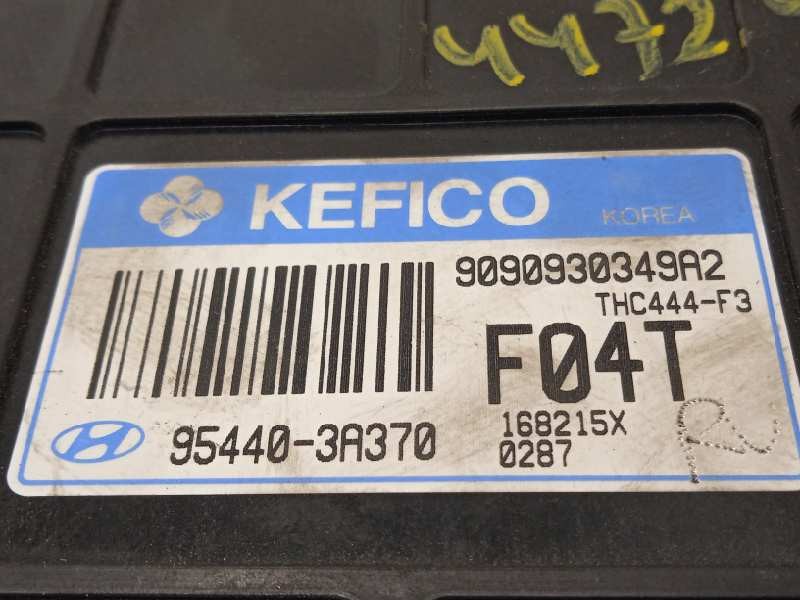 4472
KEFICO
KOREA
9090930349A2
THC444-F3
F04T
95440-3A370
168215X
0287